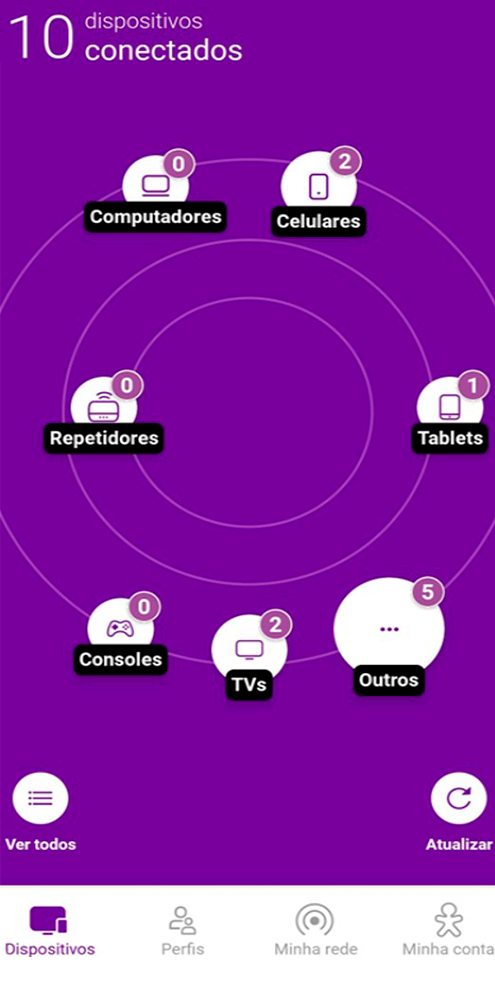 10 dispositivos
conectados
0
2
Computadores
Celulares
0
1
Repetidores
Tablets
0
2
5
Consoles
TVs
Outros
Ver todos
Atualizar
Dispositivos
Perfis
Minha rede
Minha conta